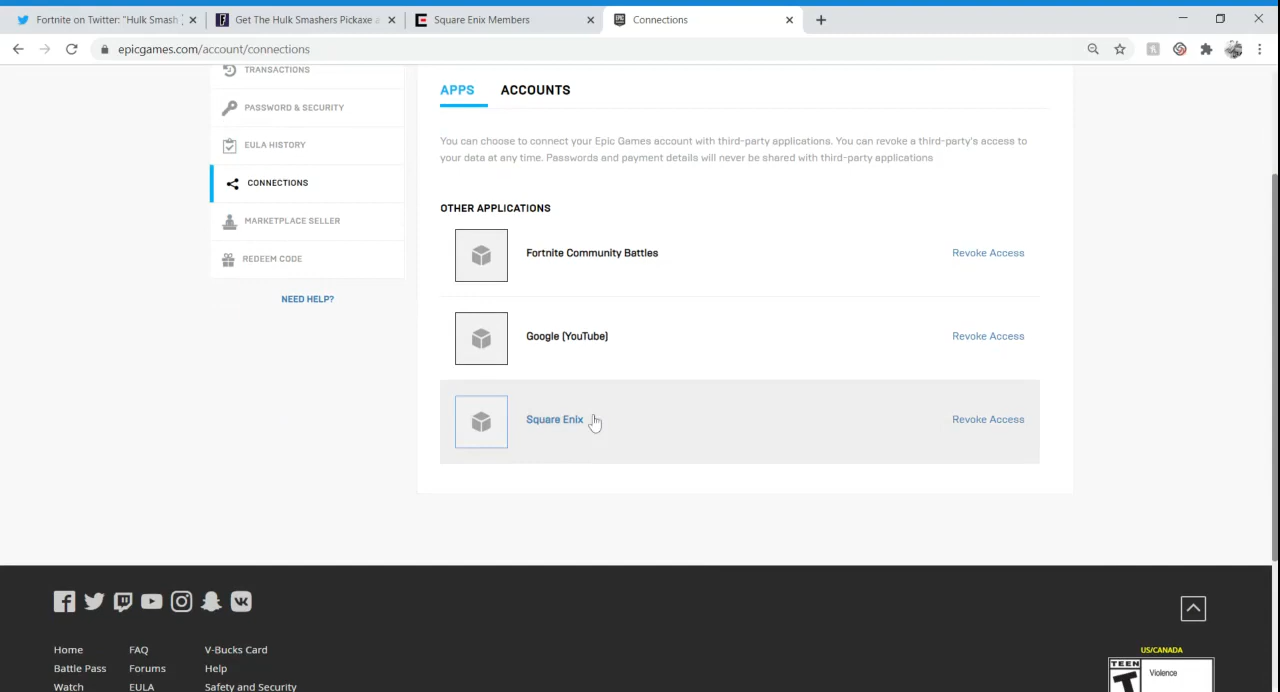 Fortnite on Twitter: "Hulk Smash
Get The Hulk Smashers Pickaxe a
Square Enix Members
Connections
epicgames.com/account/connections
TRANSACTIONS
PASSWORD & SECURITY
EULA HISTORY
CONNECTIONS
MARKETPLACE SELLER
REDEEM CODE
NEED HELP?
APPS
ACCOUNTS
You can choose to connect your Epic Games account with third-party applications. You can revoke a third-party's access to
your data at any time. Passwords and payment details will never be shared with third-party applications
OTHER APPLICATIONS
Fortnite Community Battles
Revoke Access
Google (YouTube)
Revoke Access
Square Enix
Revoke Access
Home
FAQ
V-Bucks Card
Battle Pass
Forums
Help
Watch
EULA
Safety and Security
US/CANADA
TEEN
T
Violence